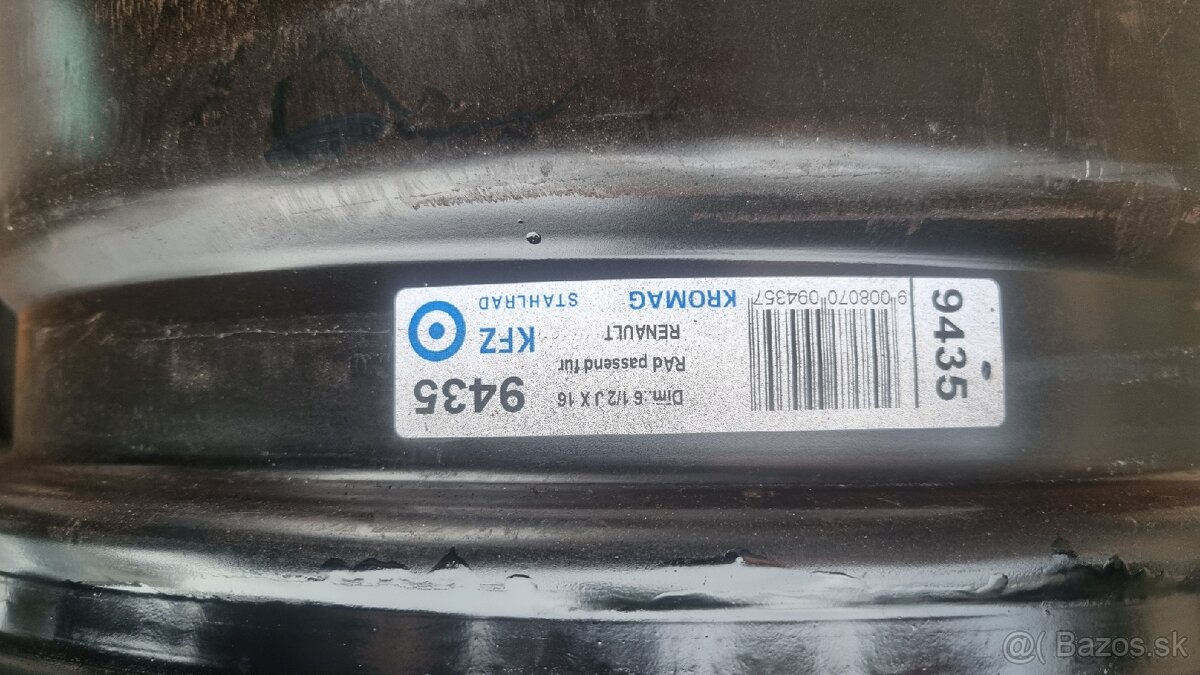 9435
Dim.: 6 1/2 J X 16
RAd passend für
RENAULT
KFZ
STAHLRAD
KROMAG
9 008070 094357
9435
@( Bazos.sk